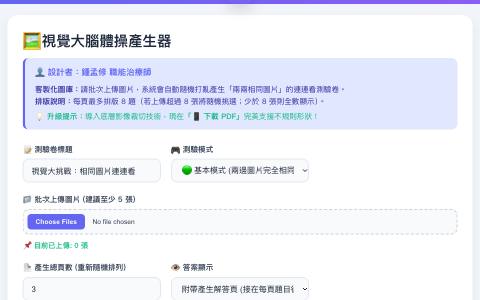 視覺大腦體操產生器
設計者：鍾孟修 職能治療師
客製化圖庫：請批次上傳圖片，系統會自動隨機打亂產生「兩兩相同圖片」的連連看測驗卷。
排版說明：每頁最多排版 8 題（若上傳超過 8 張將隨機挑選；少於 8 張則全數顯示）。
升級提示：導入底層影像裁切技術，現在「 下載 PDF」完美支援不規則形狀！
測驗卷標題
測驗模式
視覺大挑戰：相同圖片連連看
基本模式 (兩邊圖片完全相同
批次上傳圖片 (建議至少 5 張)
Choose Files
No file chosen
目前已上傳: 0 張
產生總頁數 (重新隨機排列)
答案顯示
3
附帶產生解答頁 (接在每頁題目